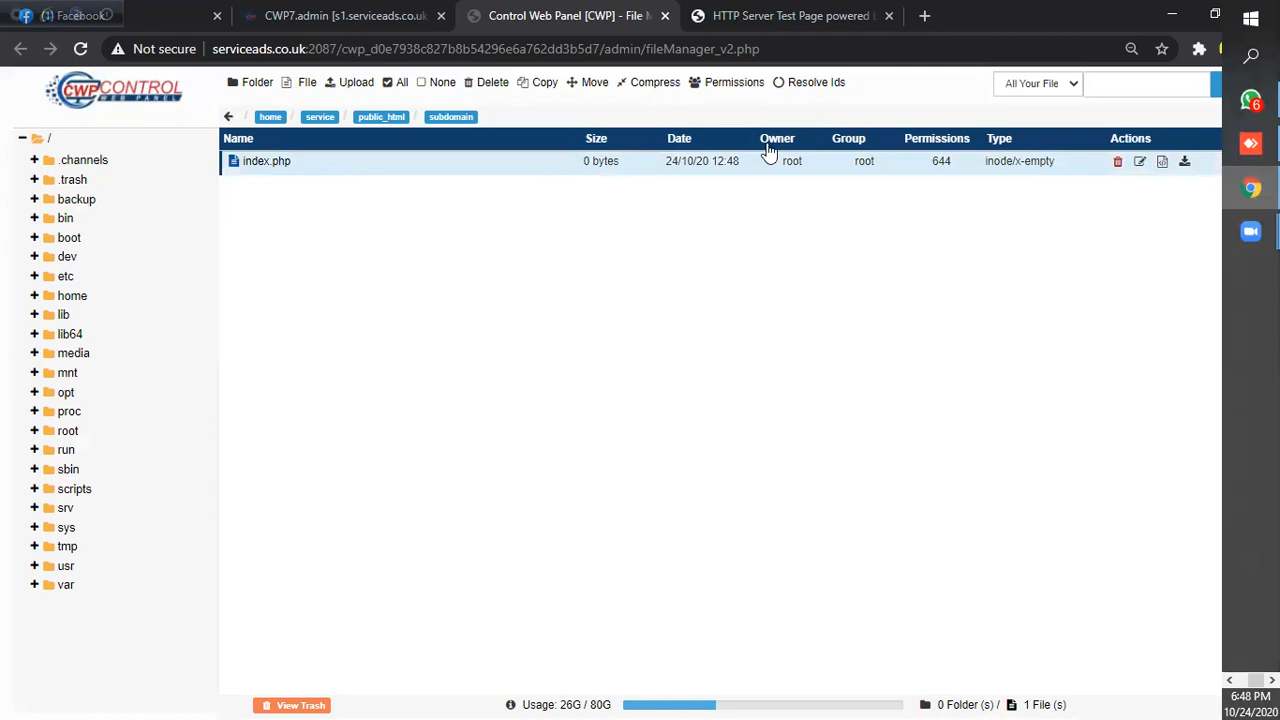 (1) Facebook
CWP7.admin [s1.serviceads.co.uk
Control Web Panel [CWP] - File M
HTTP Server Test Page powered b
Not secure
serviceads.co.uk:2087/cwp_d0e7938c827b8b54296e6a762dd3b5d7/admin/fileManager_v2.php
CWP CONTROL
WEB PANEL
Folder File Upload All None Delete Copy Move Compress Permissions Resolve Ids
All Your File
home / service / public_html / subdomain
Name Size Date Owner Group Permissions Type Actions
index.php 0 bytes 24/10/20 12:48 root root 644 inode/x-empty
/
.channels
.trash
backup
bin
boot
dev
etc
home
lib
lib64
media
mnt
opt
proc
root
run
sbin
scripts
srv
sys
tmp
usr
var
View Trash
Usage: 26G / 80G
0 Folder (s) / 1 File (s)
6
6:48 PM
10/24/2020